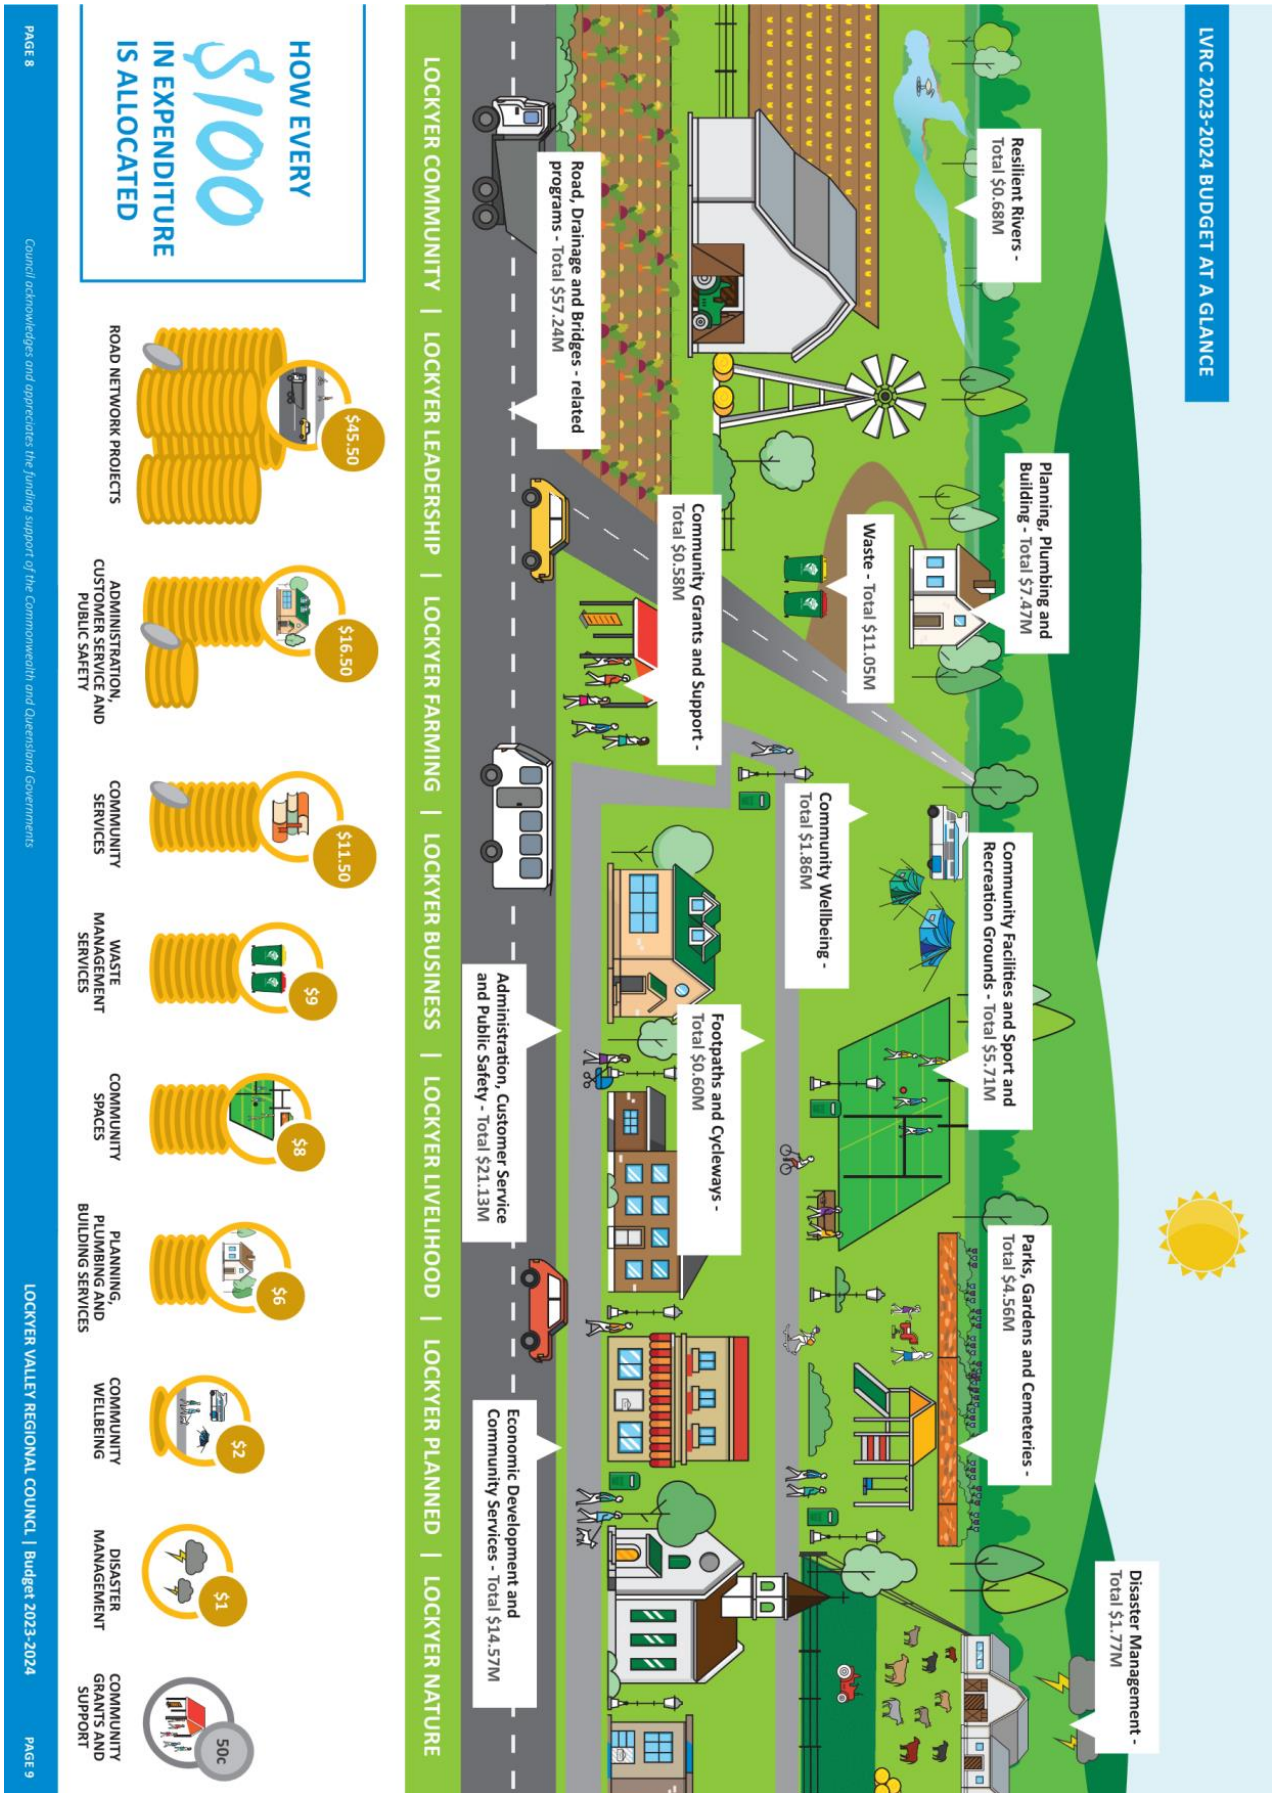 LVRC 2023-2024 BUDGET AT A GLANCE
Resilient Rivers -
Total $0.68M
Planning, Plumbing and
Building - Total $7.47M
Community Facilities and Sport and
Recreation Grounds - Total $5.71M
Parks, Gardens and Cemeteries -
Total $4.56M
Disaster Management -
Total $1.77M
Waste - Total $11.05M
Community Wellbeing -
Total $1.86M
Road, Drainage and Bridges - related
programs - Total $57.24M
Community Grants and Support -
Total $0.58M
Footpaths and Cycleways -
Total $0.60M
Administration, Customer Service
and Public Safety - Total $21.13M
Economic Development and
Community Services - Total $14.57M
LOCKYER COMMUNITY | LOCKYER LEADERSHIP | LOCKYER FARMING | LOCKYER BUSINESS | LOCKYER LIVELIHOOD | LOCKYER PLANNED | LOCKYER NATURE
HOW EVERY
$100
IN EXPENDITURE
IS ALLOCATED
$45.50
ROAD NETWORK PROJECTS
$16.50
ADMINISTRATION,
CUSTOMER SERVICE AND
PUBLIC SAFETY
$11.50
COMMUNITY
SERVICES
$9
WASTE
MANAGEMENT
SERVICES
$8
COMMUNITY
SPACES
$6
PLANNING,
PLUMBING AND
BUILDING SERVICES
$2
COMMUNITY
WELLBEING
$1
DISASTER
MANAGEMENT
50c
COMMUNITY
GRANTS AND
SUPPORT
PAGE 8
Council acknowledges and appreciates the funding support of the Commonwealth and Queensland Governments
LOCKYER VALLEY REGIONAL COUNCL | Budget 2023-2024
PAGE 9